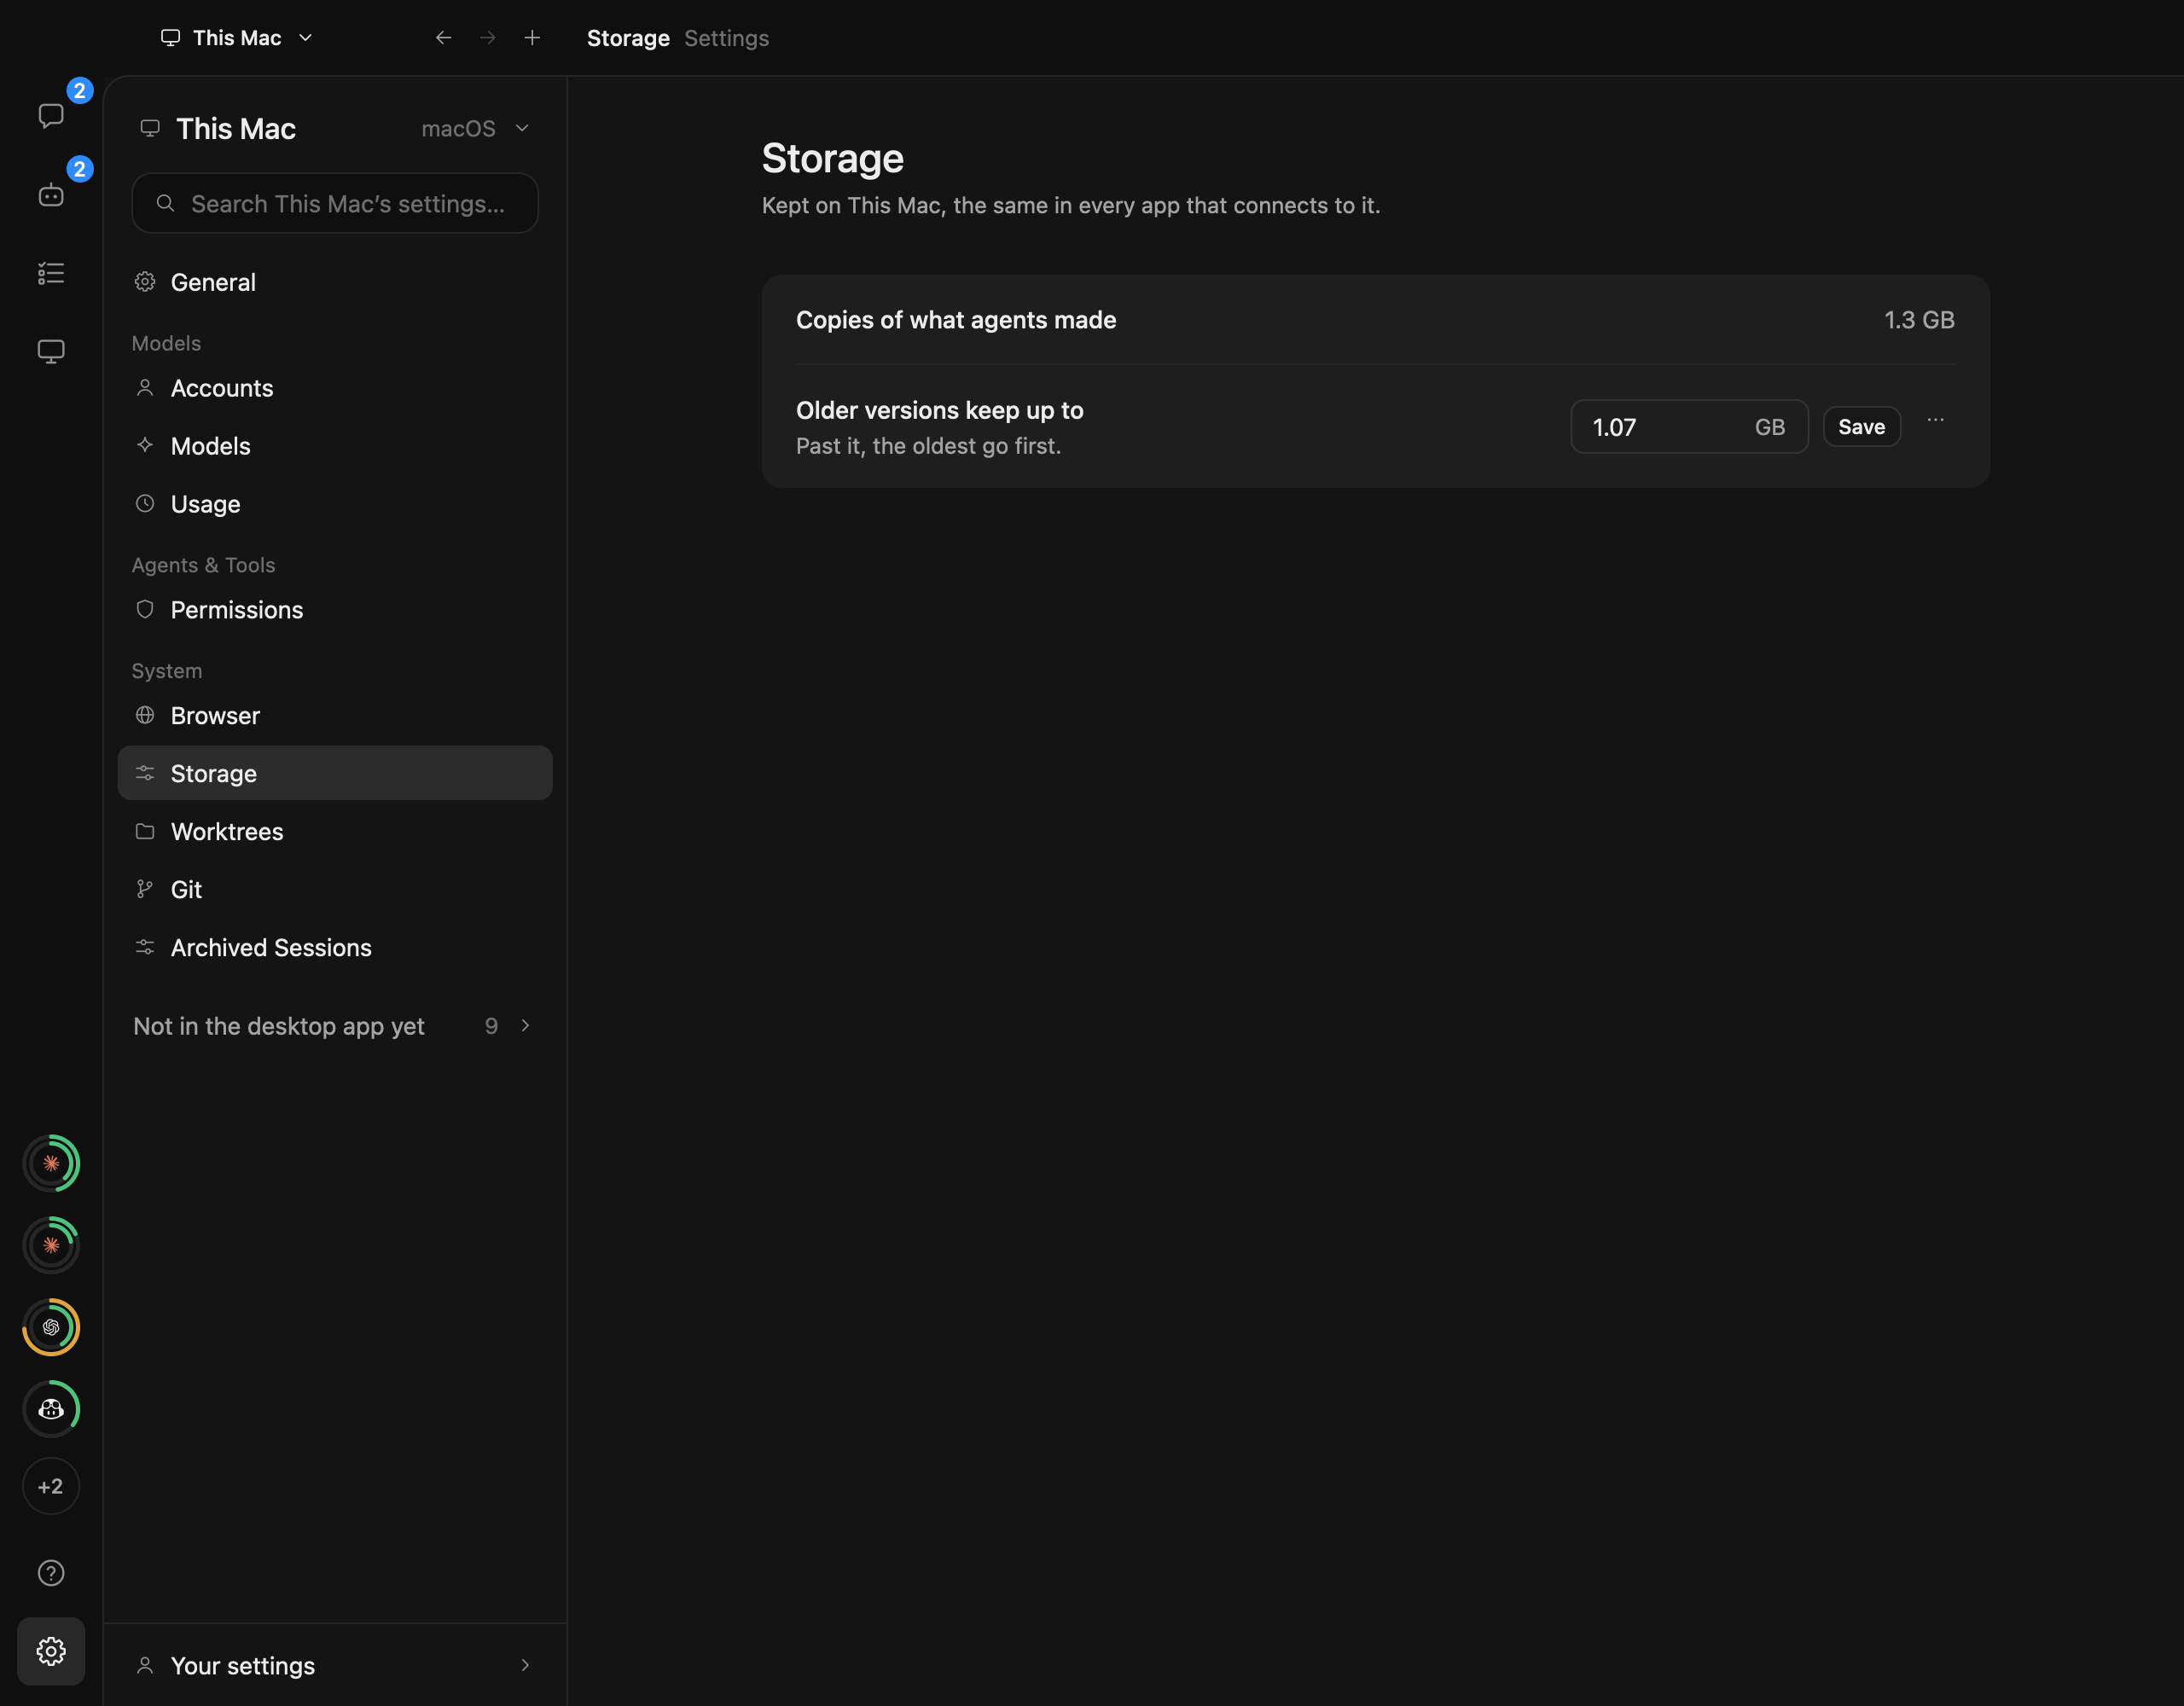 This Mac
Storage Settings
2
2
This Mac macOS
Search This Mac’s settings...
General
Models
Accounts
Models
Usage
Agents & Tools
Permissions
System
Browser
Storage
Worktrees
Git
Archived Sessions
Not in the desktop app yet 9
+2
Your settings
Storage
Kept on This Mac, the same in every app that connects to it.
Copies of what agents made 1.3 GB
Older versions keep up to 1.07 GB Save
Past it, the oldest go first.